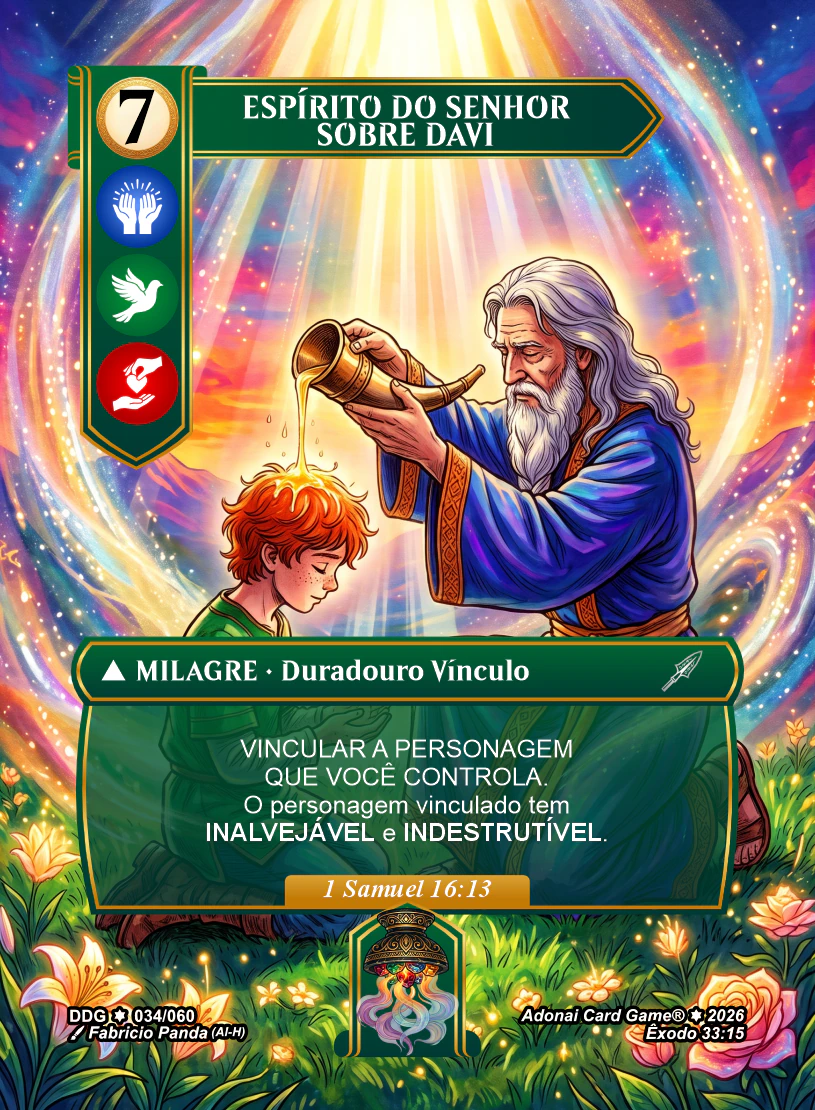 7
ESPÍRITO DO SENHOR
SOBRE DAVI
MILAGRE · Duradouro Vínculo
VINCULAR A PERSONAGEM
QUE VOCÊ CONTROLA.
O personagem vinculado tem
INALVEJÁVEL e INDESTRUTÍVEL.
1 Samuel 16:13
DDG ✡ 034/060
Fabricio Panda (AI-H)
Adonai Card Game® ✡ 2026
Êxodo 33:15